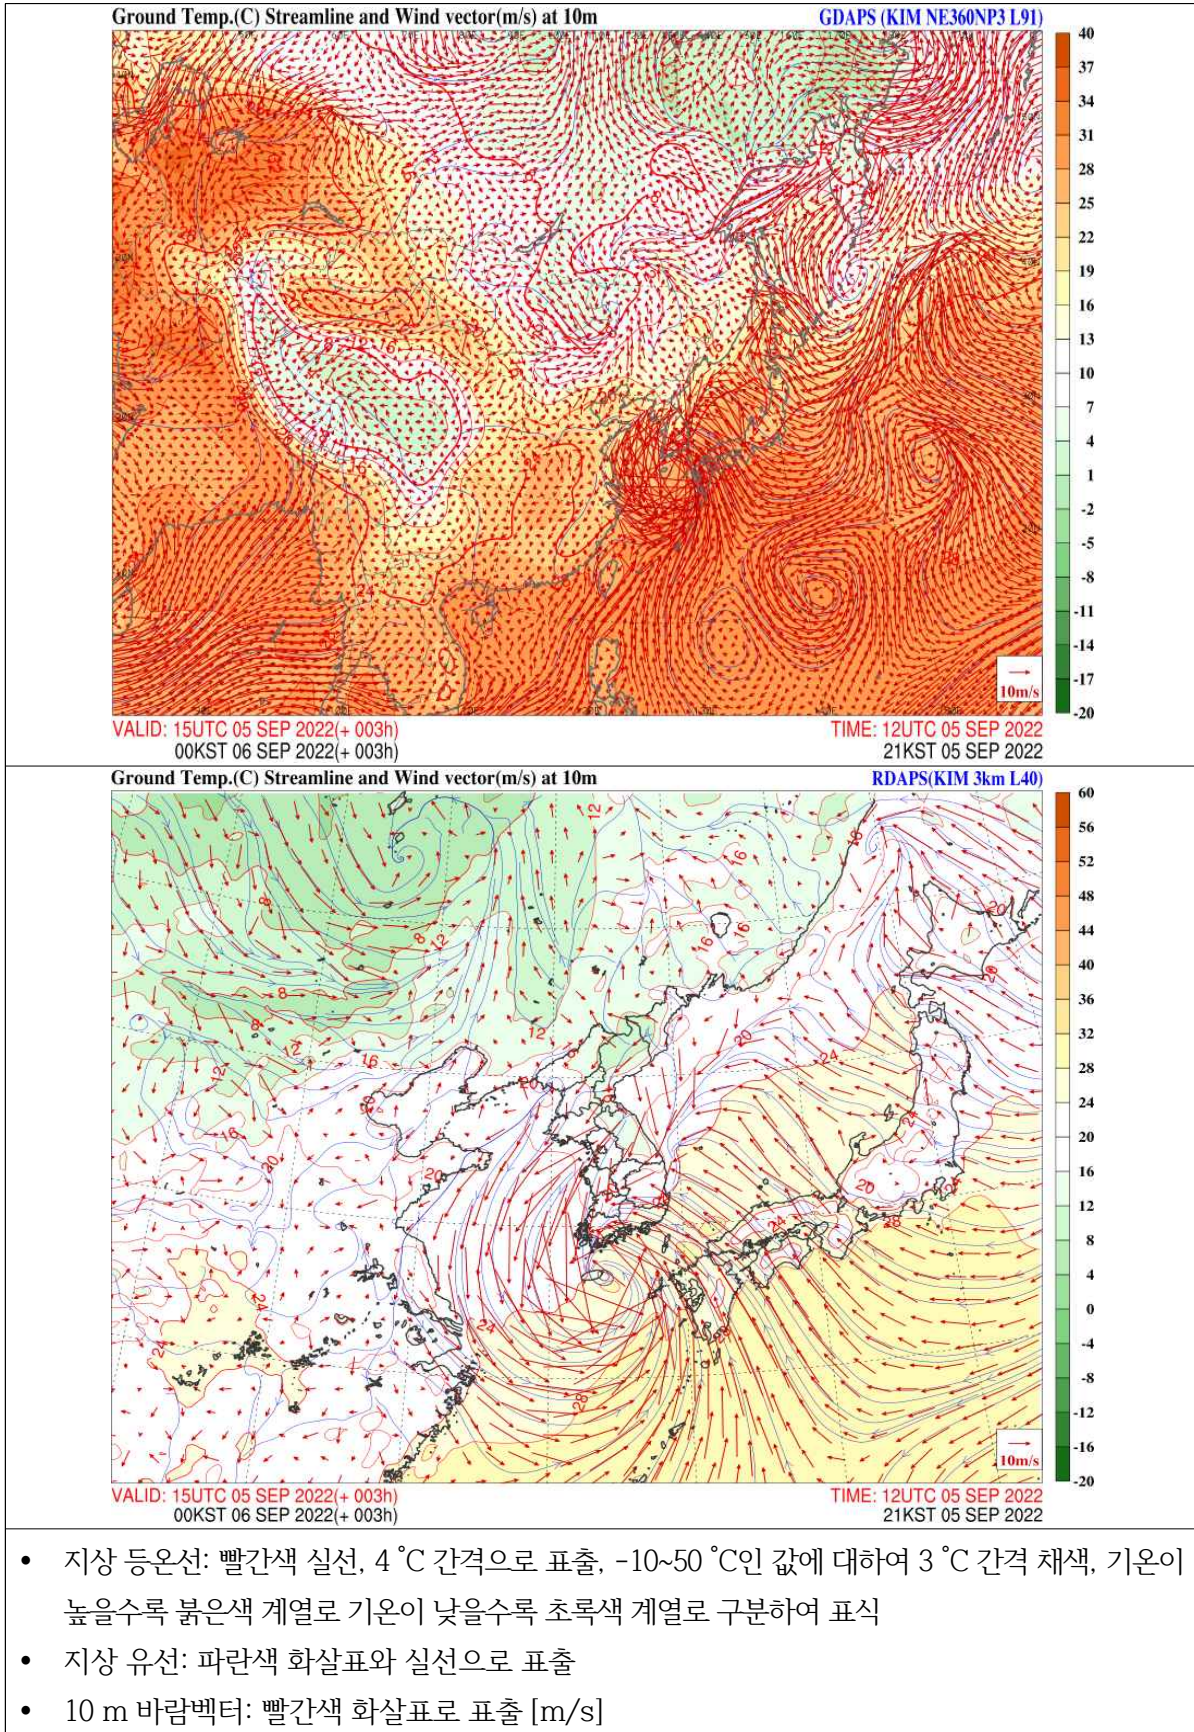 Ground Temp.(C) Streamline and Wind vector(m/s) at 10m
GDAPS (KIM NE360NP3 L91)
40
37
34
31
28
25
22
19
16
13
10
7
4
1
-2
-5
-8
-11
-14
-17
-20
10m/s
VALID: 15UTC 05 SEP 2022(+ 003h)
TIME: 12UTC 05 SEP 2022
00KST 06 SEP 2022(+ 003h)
21KST 05 SEP 2022
Ground Temp.(C) Streamline and Wind vector(m/s) at 10m
RDAPS(KIM 3km L40)
60
56
52
48
44
40
36
32
28
24
20
16
12
8
4
0
-4
-8
-12
-16
-20
10m/s
VALID: 15UTC 05 SEP 2022(+ 003h)
TIME: 12UTC 05 SEP 2022
00KST 06 SEP 2022(+ 003h)
21KST 05 SEP 2022
• 지상 등온선: 빨간색 실선, 4 ℃ 간격으로 표출, -10~50 ℃인 값에 대하여 3 ℃ 간격 채색, 기온이
높을수록 붉은색 계열로 기온이 낮을수록 초록색 계열로 구분하여 표식
• 지상 유선: 파란색 화살표와 실선으로 표출
• 10 m 바람벡터: 빨간색 화살표로 표출 [m/s]